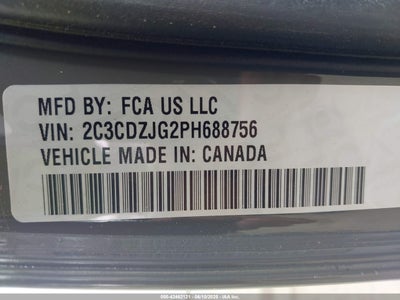 MFD BY: FCA US LLC
VIN: 2C3CDZJG2PH688756
VEHICLE MADE IN: CANADA